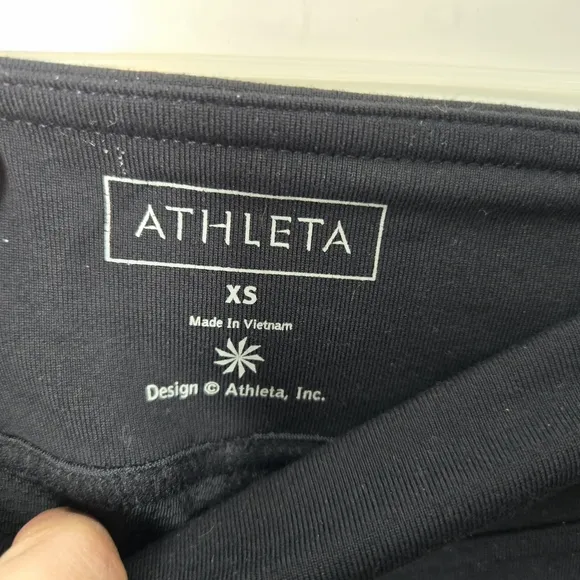 ATHLETA
XS
Made In Vietnam
Design © Athleta, Inc.